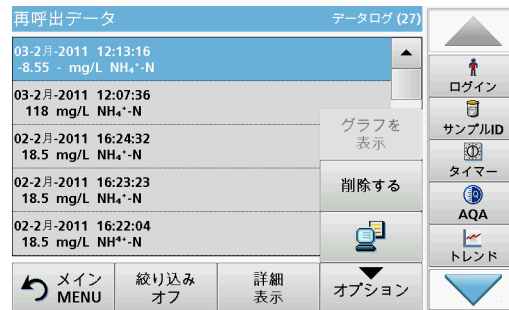 再呼出データ
データログ (27)
03-2月-2011 12:13:16
-8.55 - mg/L NH₄⁺-N
03-2月-2011 12:07:36
118 mg/L NH₄⁺-N
02-2月-2011 16:24:32
18.5 mg/L NH₄⁺-N
02-2月-2011 16:23:23
18.5 mg/L NH₄⁺-N
02-2月-2011 16:22:04
18.5 mg/L NH⁴⁺-N
グラフを
表示
削除する
メイン
MENU
絞り込み
オフ
詳細
表示
オプション
ログイン
サンプルID
タイマー
AQA
トレンド